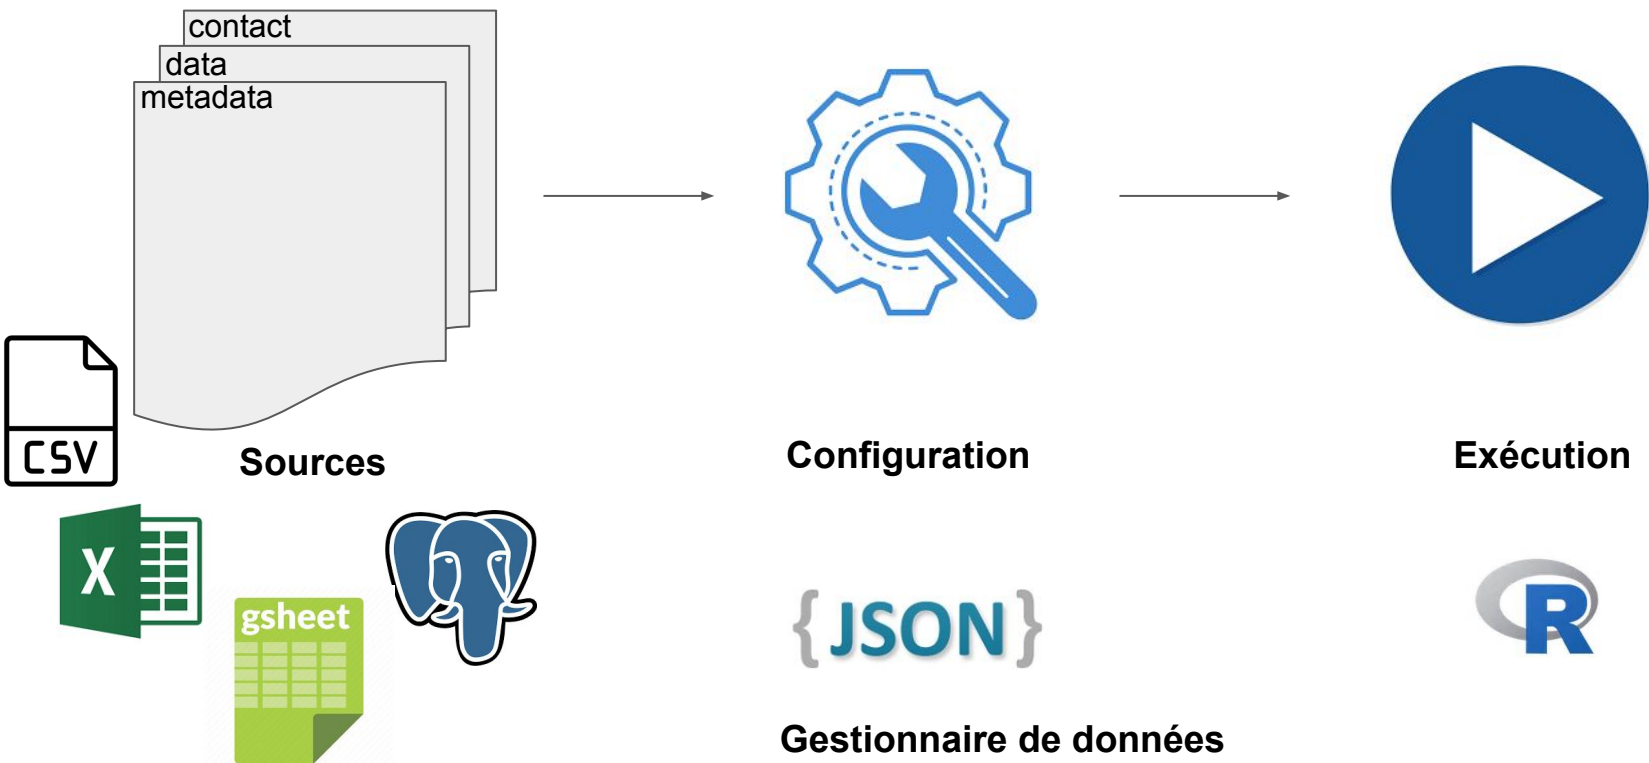 contact
data
metadata
CSV
Sources
Configuration
Exécution
X
gsheet
{JSON}
R
Gestionnaire de données